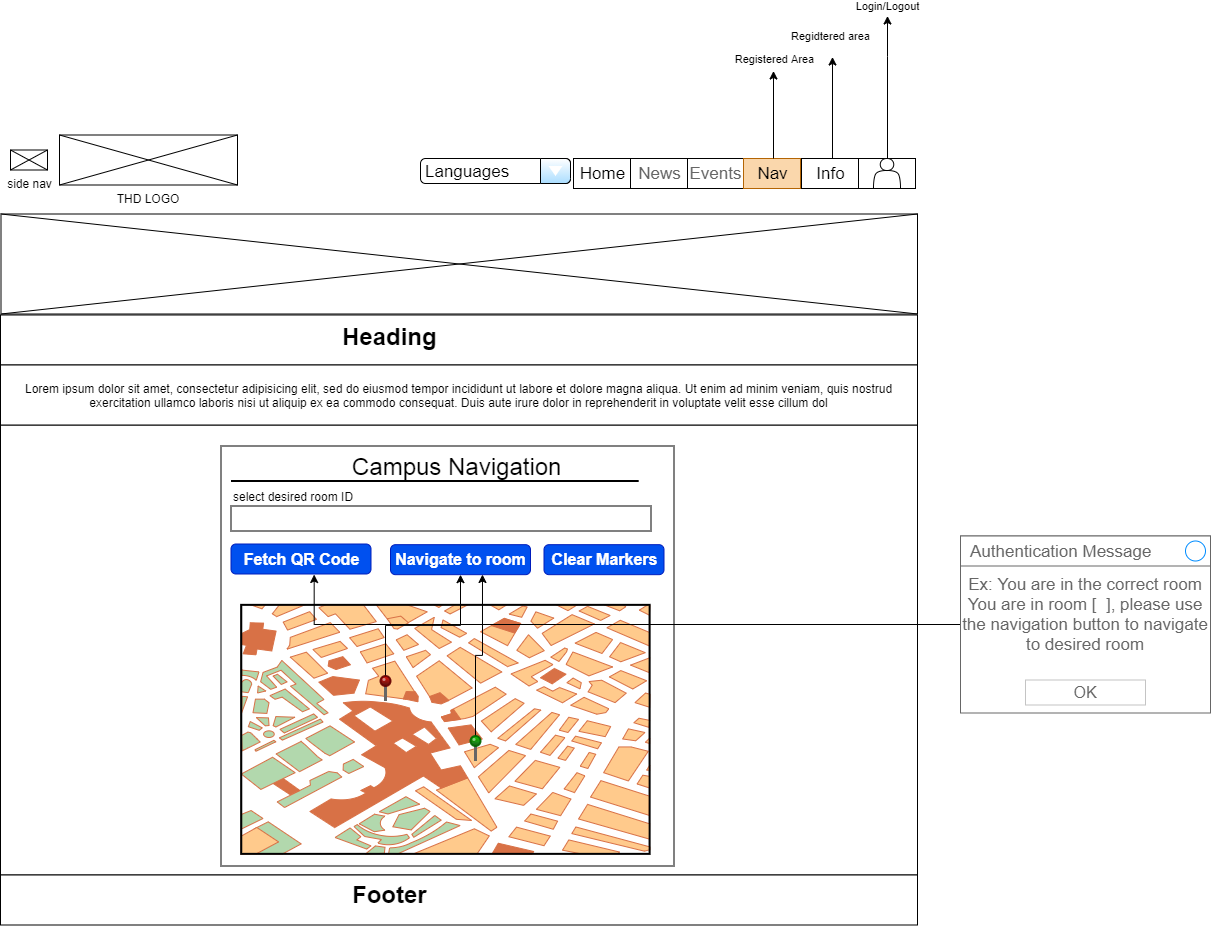 Login/Logout
Regidtered area
Registered Area
side nav
THD LOGO
Languages
Home
News
Events
Nav
Info
Heading
Lorem ipsum dolor sit amet, consectetur adipisicing elit, sed do eiusmod tempor incididunt ut labore et dolore magna aliqua. Ut enim ad minim veniam, quis nostrud
exercitation ullamco laboris nisi ut aliquip ex ea commodo consequat. Duis aute irure dolor in reprehenderit in voluptate velit esse cillum dol
Campus Navigation
select desired room ID
Fetch QR Code
Navigate to room
Clear Markers
Authentication Message
Ex: You are in the correct room
You are in room [  ], please use
the navigation button to navigate
to desired room
OK
Footer